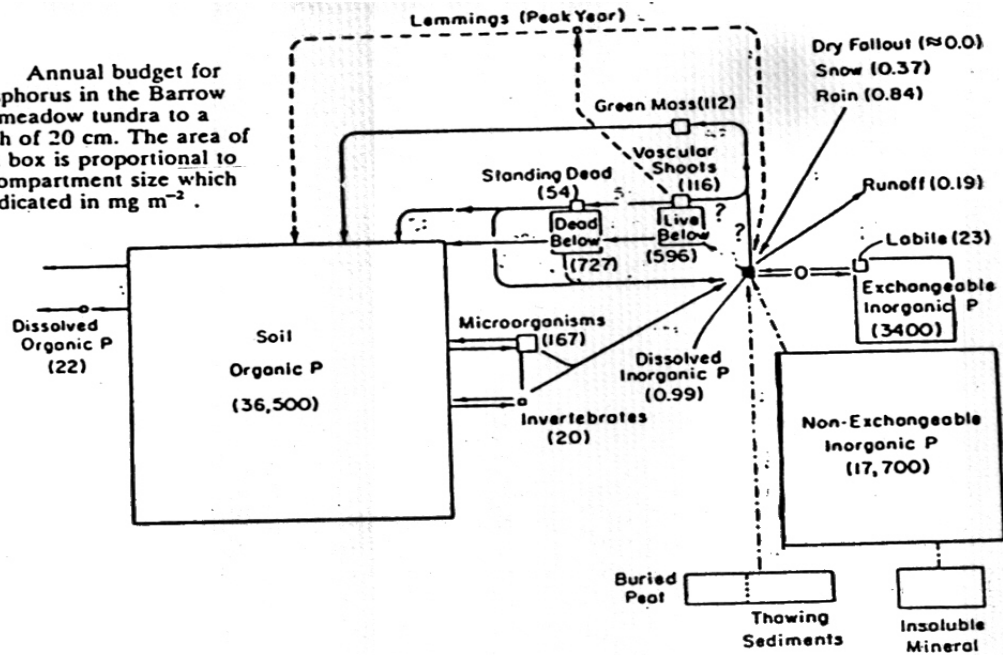 Annual budget for
sphorus in the Barrow
meadow tundra to a
h of 20 cm. The area of
box is proportional to
ompartment size which
dicated in mg m⁻² .
Lemmings (Peak Year)
Dry Fallout (≈0.0)
Snow (0.37)
Rain (0.84)
Green Moss (112)
Vascular
Shoots
(116)
Standing Dead
(54)
Runoff (0.19)
Dead
Below
(727)
Live
Below
(596)
?
?
Labile (23)
Exchangeable
Inorganic P
(3400)
Dissolved
Organic P
(22)
Soil
Organic P
(36,500)
Microorganisms
(167)
Invertebrates
(20)
Dissolved
Inorganic P
(0.99)
Non-Exchangeable
Inorganic P
(17,700)
Buried
Peat
Thawing
Sediments
Insoluble
Mineral